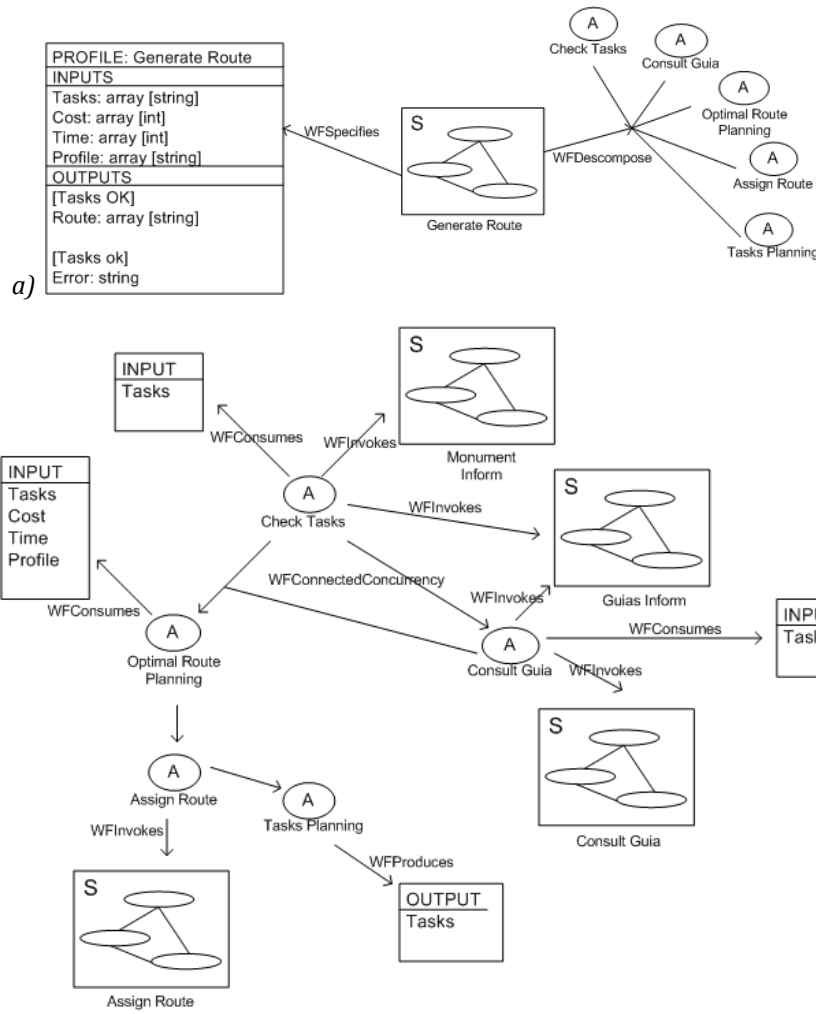 PROFILE: Generate Route
INPUTS
Tasks: array [string]
Cost: array [int]
Time: array [int]
Profile: array [string]
OUTPUTS
[Tasks OK]
Route: array [string]
[Tasks ok]
Error: string
a)
WFSpecifies
S
Generate Route
WFDescompose
A
Check Tasks
A
Consult Guia
A
Optimal Route
Planning
A
Assign Route
A
Tasks Planning
INPUT
Tasks
WFConsumes
WFInvokes
S
Monument
Inform
A
Check Tasks
WFInvokes
S
Guias Inform
INPUT
Tasks
Cost
Time
Profile
WFConsumes
WFConnectedConcurrency
WFInvokes
A
Optimal Route
Planning
A
Consult Guia
WFConsumes
WFInvokes
S
Consult Guia
A
Assign Route
A
Tasks Planning
WFInvokes
WFProduces
S
Assign Route
OUTPUT
Tasks